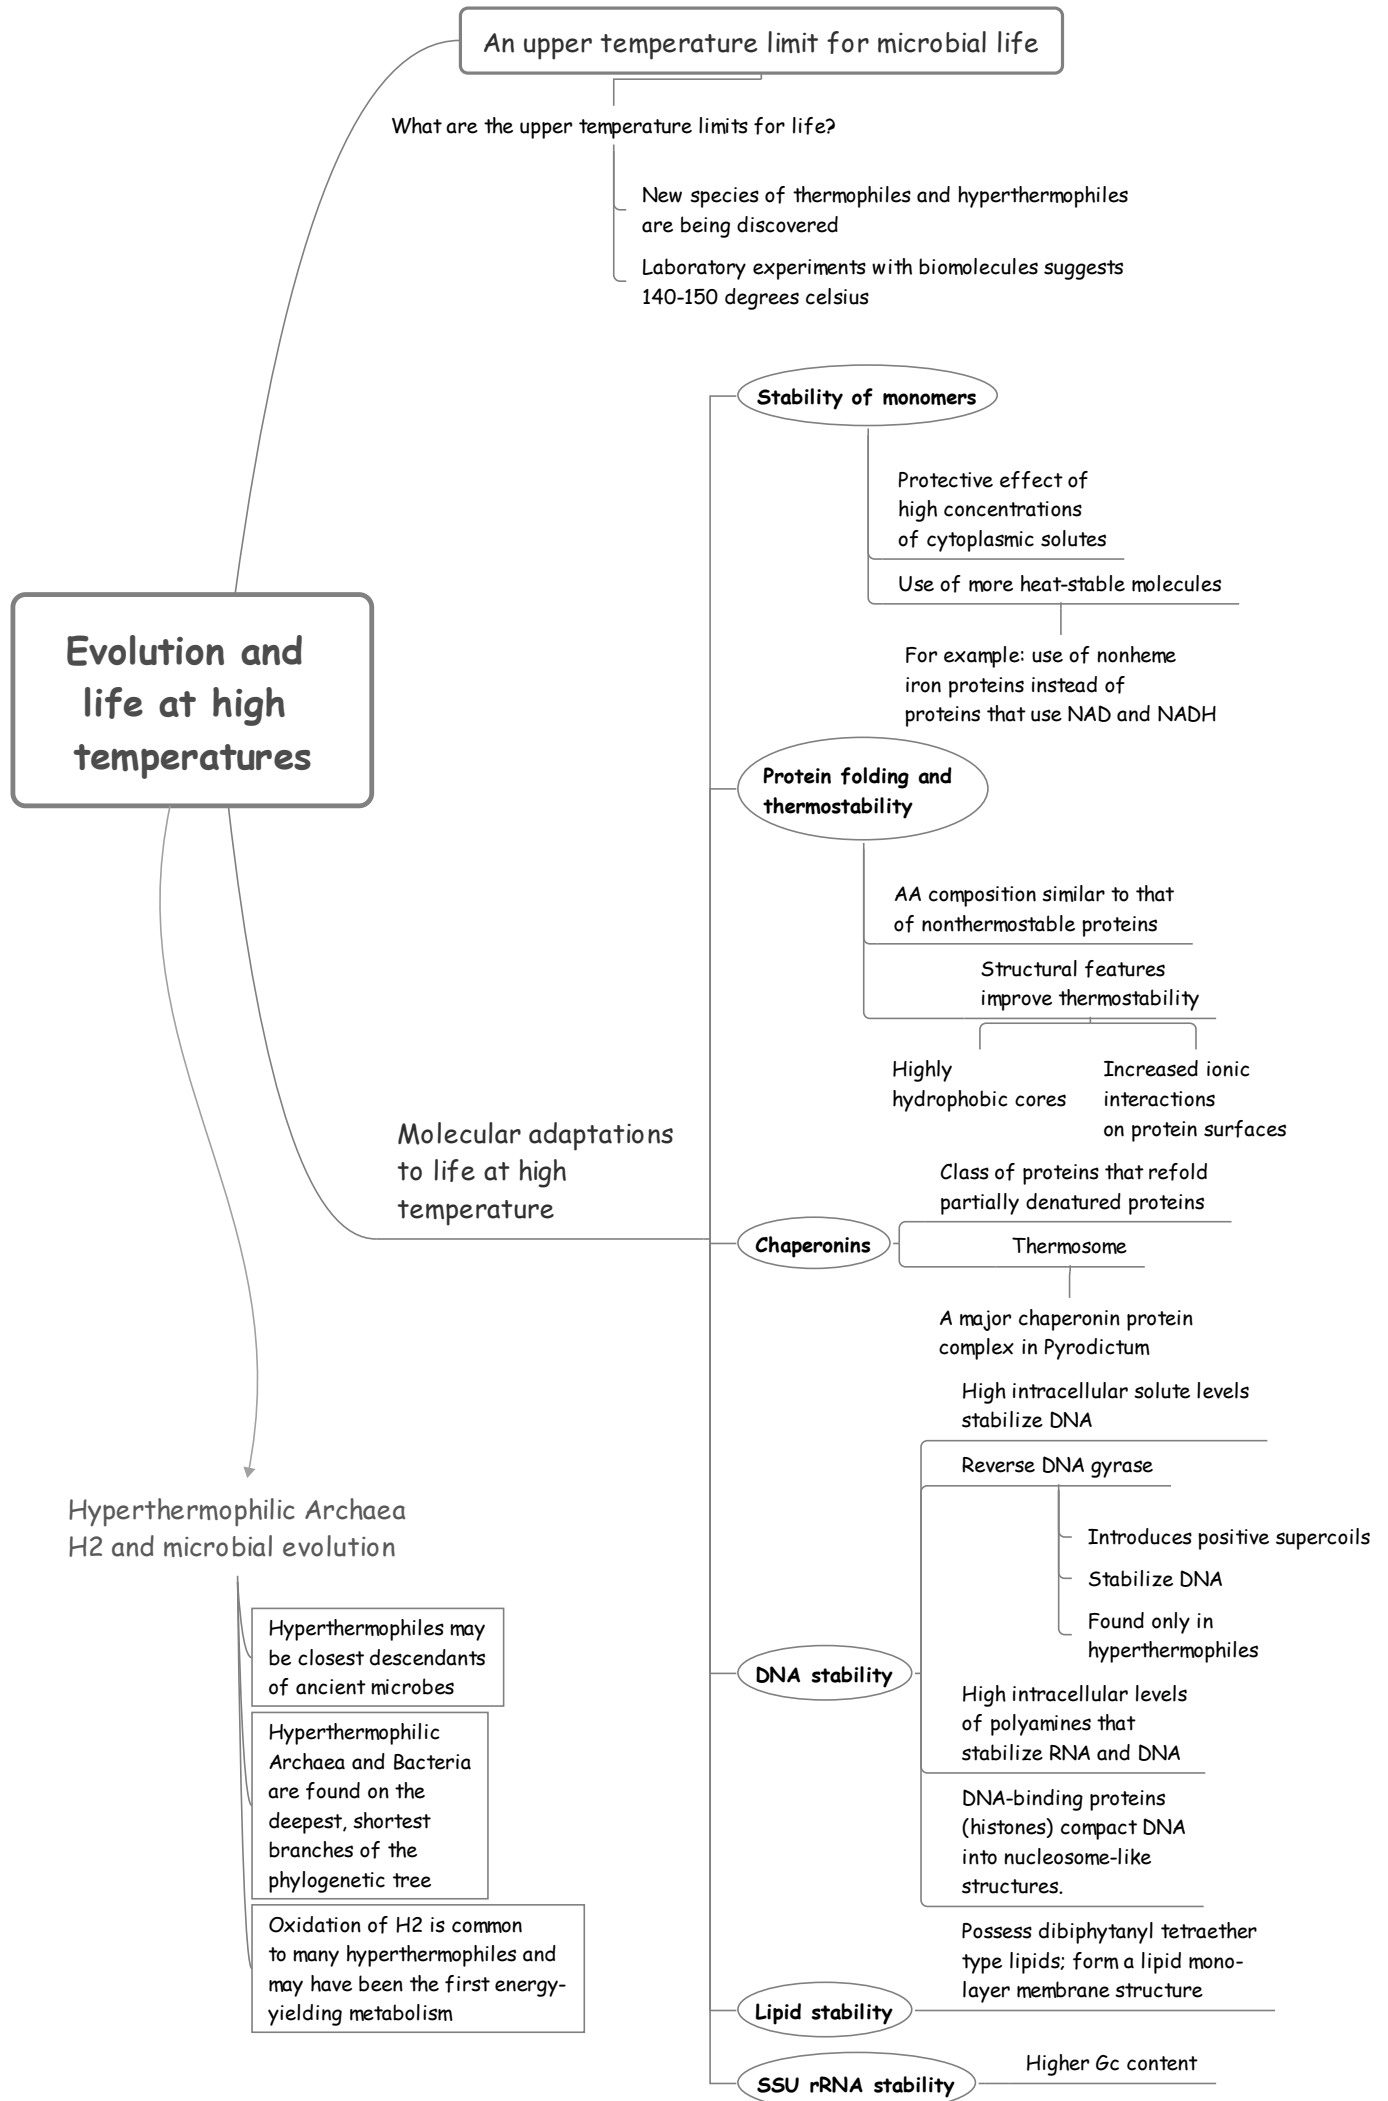 An upper temperature limit for microbial life
What are the upper temperature limits for life?
New species of thermophiles and hyperthermophiles
are being discovered
Laboratory experiments with biomolecules suggests
140-150 degrees celsius
Evolution and
life at high
temperatures
Molecular adaptations
to life at high
temperature
Stability of monomers
Protective effect of
high concentrations
of cytoplasmic solutes
Use of more heat-stable molecules
For example: use of nonheme
iron proteins instead of
proteins that use NAD and NADH
Protein folding and
thermostability
AA composition similar to that
of nonthermostable proteins
Structural features
improve thermostability
Highly
hydrophobic cores
Increased ionic
interactions
on protein surfaces
Chaperonins
Class of proteins that refold
partially denatured proteins
Thermosome
A major chaperonin protein
complex in Pyrodictum
DNA stability
High intracellular solute levels
stabilize DNA
Reverse DNA gyrase
Introduces positive supercoils
Stabilize DNA
Found only in
hyperthermophiles
High intracellular levels
of polyamines that
stabilize RNA and DNA
DNA-binding proteins
(histones) compact DNA
into nucleosome-like
structures.
Lipid stability
Possess dibiphytanyl tetraether
type lipids; form a lipid mono-
layer membrane structure
SSU rRNA stability
Higher Gc content
Hyperthermophilic Archaea
H2 and microbial evolution
Hyperthermophiles may
be closest descendants
of ancient microbes
Hyperthermophilic
Archaea and Bacteria
are found on the
deepest, shortest
branches of the
phylogenetic tree
Oxidation of H2 is common
to many hyperthermophiles and
may have been the first energy-
yielding metabolism